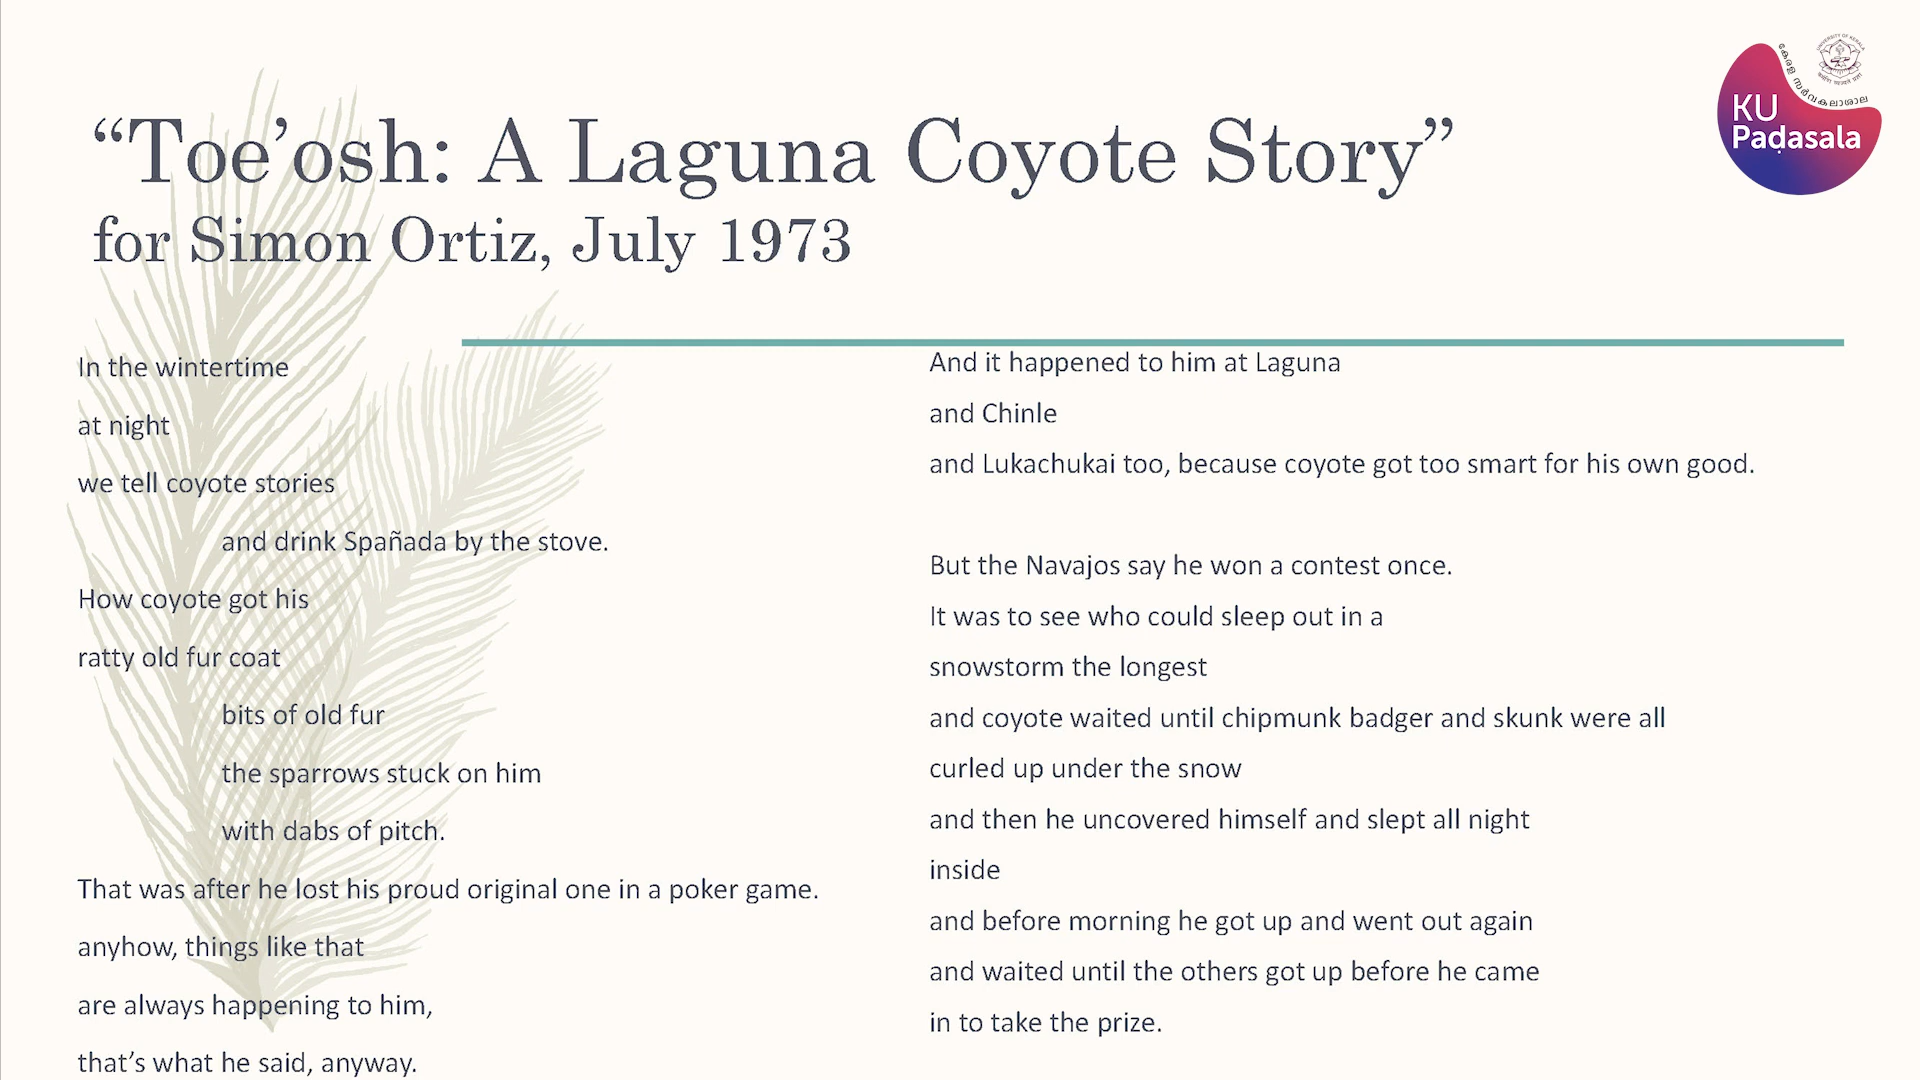 “Toe’osh: A Laguna Coyote Story”
for Simon Ortiz, July 1973
കേരള സർവകലാശാല
UNIVERSITY OF KERALA
KU
Padasala
In the wintertime
at night
we tell coyote stories
and drink Spañada by the stove.
How coyote got his
ratty old fur coat
bits of old fur
the sparrows stuck on him
with dabs of pitch.
That was after he lost his proud original one in a poker game.
anyhow, things like that
are always happening to him,
that’s what he said, anyway.
And it happened to him at Laguna
and Chinle
and Lukachukai too, because coyote got too smart for his own good.
But the Navajos say he won a contest once.
It was to see who could sleep out in a
snowstorm the longest
and coyote waited until chipmunk badger and skunk were all
curled up under the snow
and then he uncovered himself and slept all night
inside
and before morning he got up and went out again
and waited until the others got up before he came
in to take the prize.